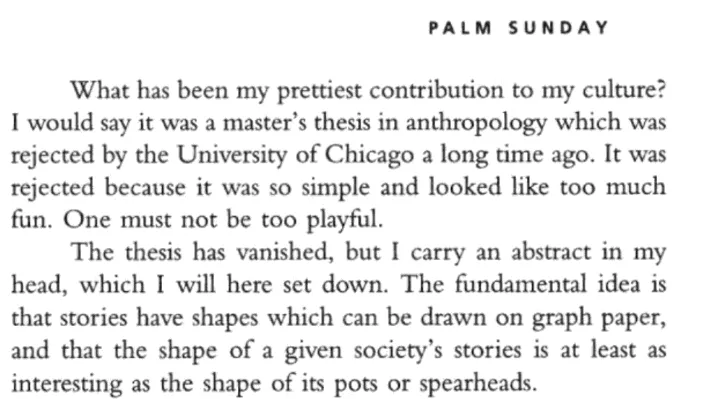 PALM SUNDAY
What has been my prettiest contribution to my culture?
I would say it was a master's thesis in anthropology which was
rejected by the University of Chicago a long time ago. It was
rejected because it was so simple and looked like too much
fun. One must not be too playful.
The thesis has vanished, but I carry an abstract in my
head, which I will here set down. The fundamental idea is
that stories have shapes which can be drawn on graph paper,
and that the shape of a given society's stories is at least as
interesting as the shape of its pots or spearheads.